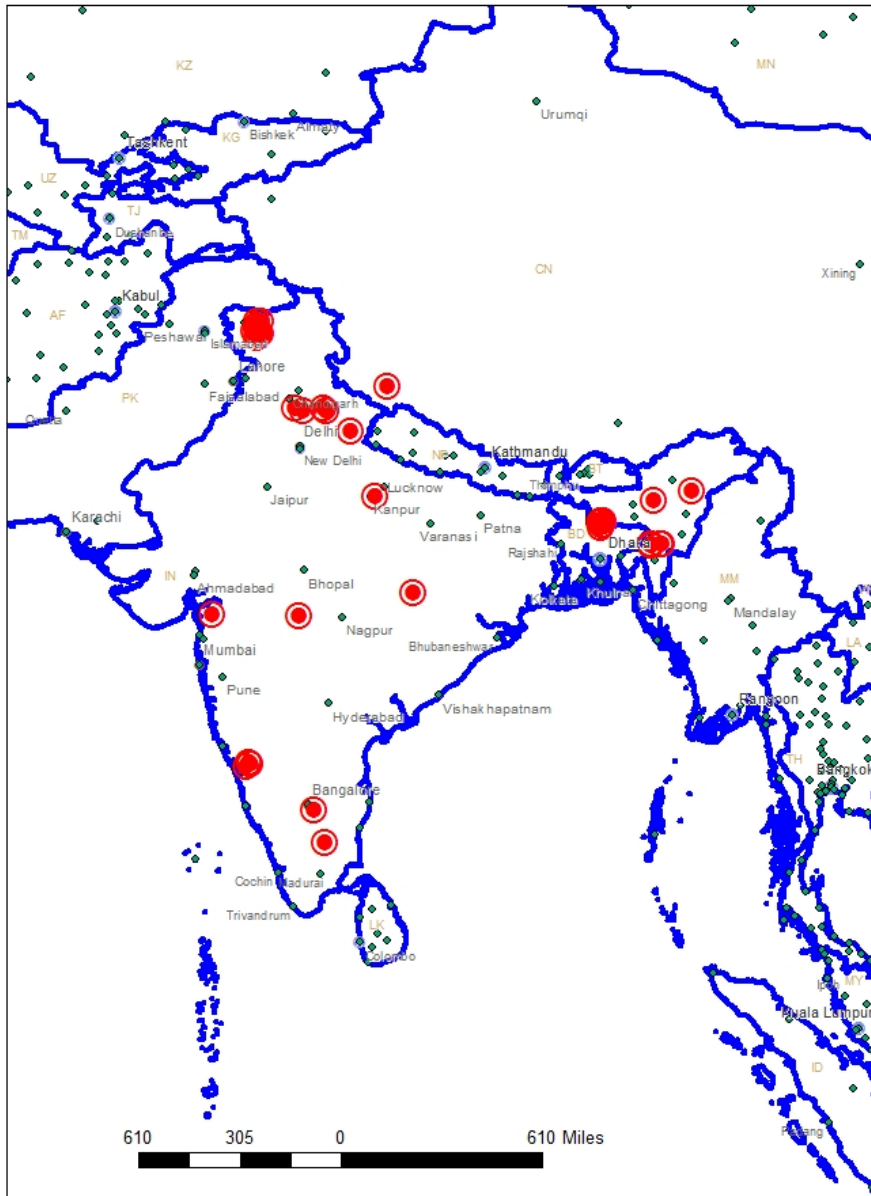 KZ
MN
Urumqi
Almaty
KG
Bishkek
Tashkent
UZ
TJ
TM
Dushanbe
CN
Xining
Kabul
AF
Peshawar
Islamabad
Lahore
PK
Faisalabad
Chandigarh
Quetta
Delhi
New Delhi
NP
Kathmandu
BT
Thimphu
Jaipur
Lucknow
Kanpur
Karachi
Varanasi
Patna
BD
Dhaka
Rajshahi
IN
Ahmadabad
Bhopal
MM
Kolkata
Khulna
Chittagong
Mandalay
Nagpur
Bhubaneshwar
LA
Mumbai
Pune
Hyderabad
Vishakhapatnam
Rangoon
TH
Bangkok
Bangalore
Cochin
Madurai
Trivandrum
LK
Colombo
Ipoh
MY
Kuala Lumpur
ID
Padang
610 305 0 610 Miles